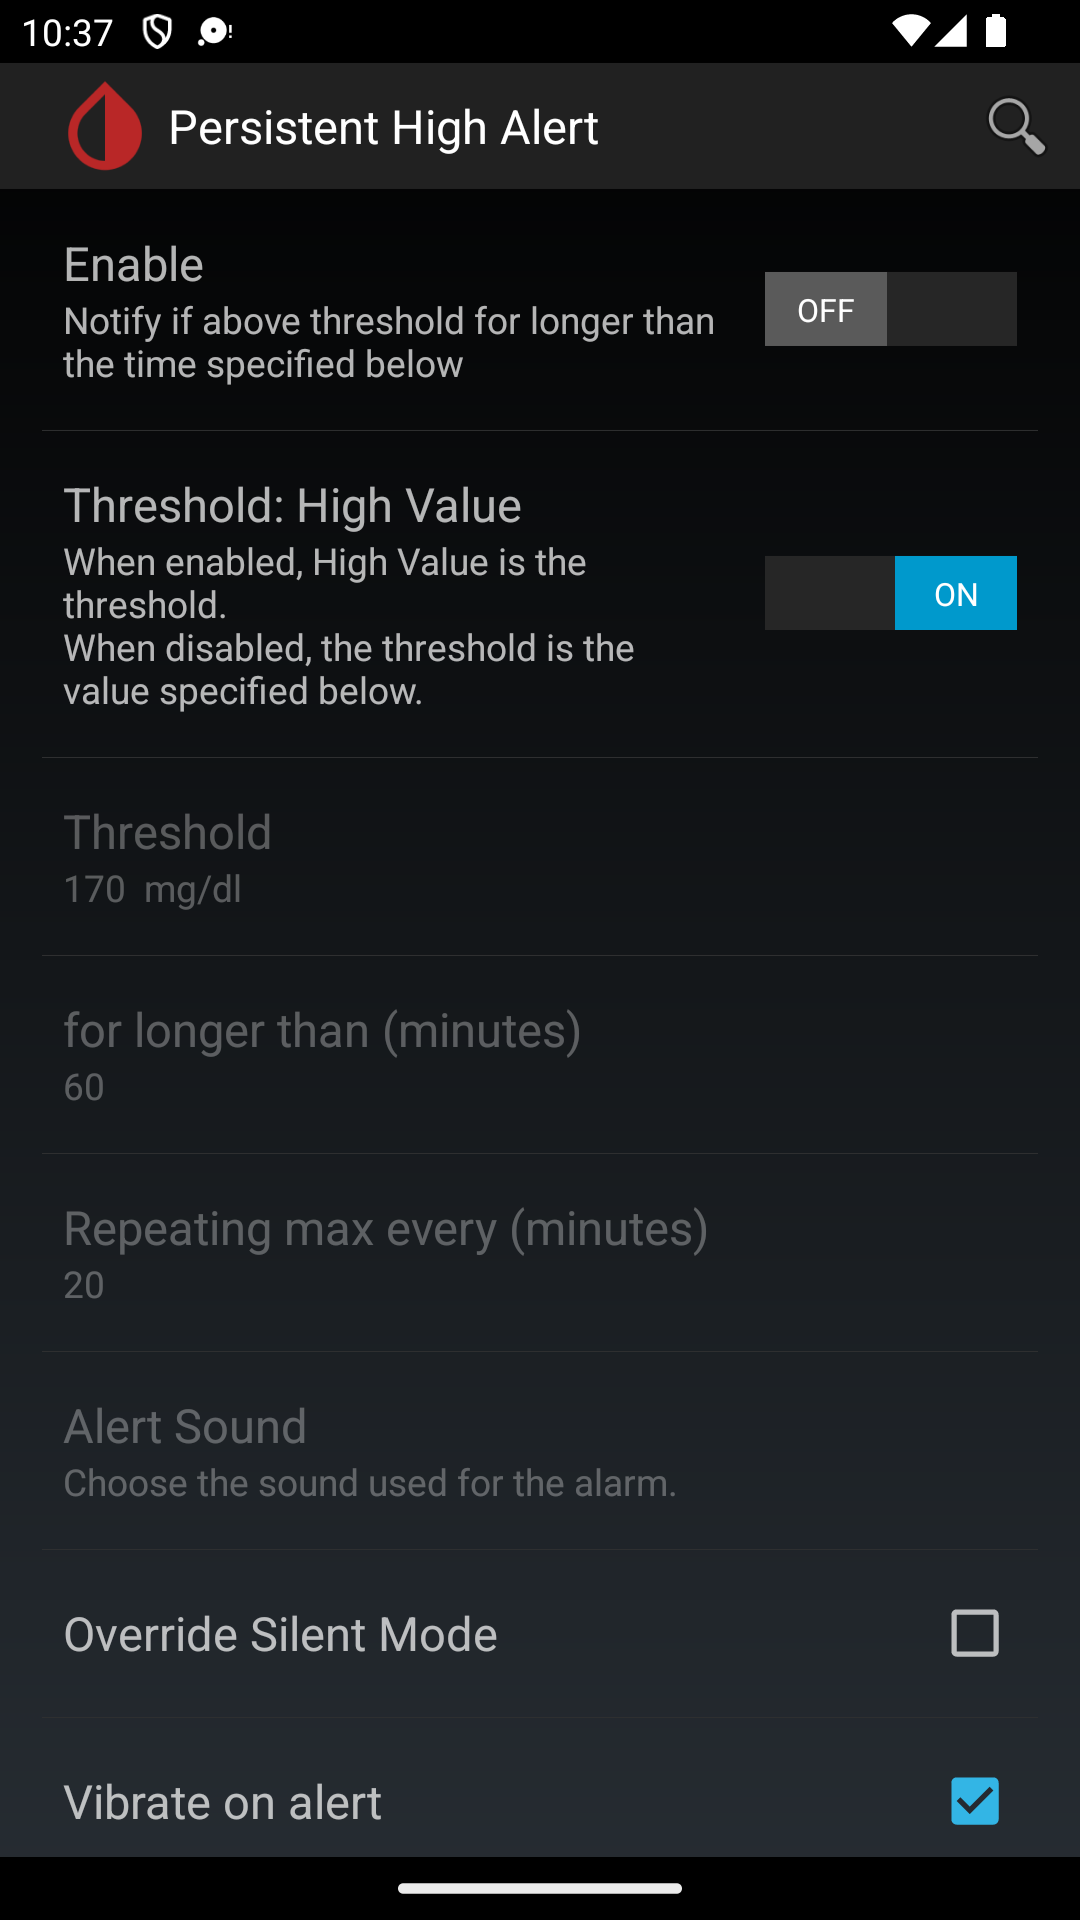 10:37
Persistent High Alert
Enable
Notify if above threshold for longer than
the time specified below
OFF
Threshold: High Value
When enabled, High Value is the
threshold.
When disabled, the threshold is the
value specified below.
ON
Threshold
170 mg/dl
for longer than (minutes)
60
Repeating max every (minutes)
20
Alert Sound
Choose the sound used for the alarm.
Override Silent Mode
Vibrate on alert